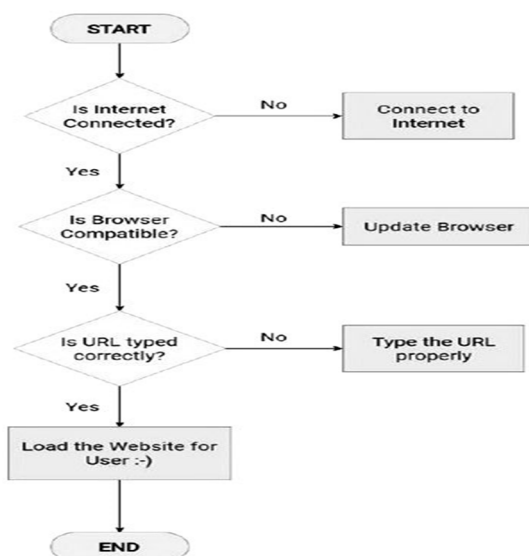 START
Is Internet
Connected?
No
Connect to
Internet
Yes
Is Browser
Compatible?
No
Update Browser
Yes
Is URL typed
correctly?
No
Type the URL
properly
Yes
Load the Website for
User :-)
END